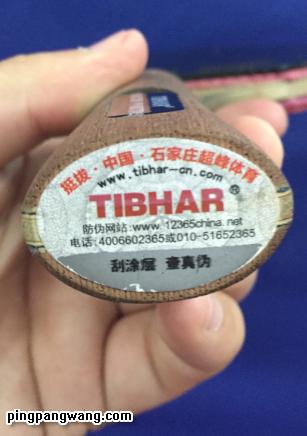 挺拔·中国·石家庄超峰体育
www.tibhar-cn.com
TIBHAR®
防伪网站:www.12365china.net
电话:4006602365或010-51652365
刮涂层 查真伪
pingpangwang.com